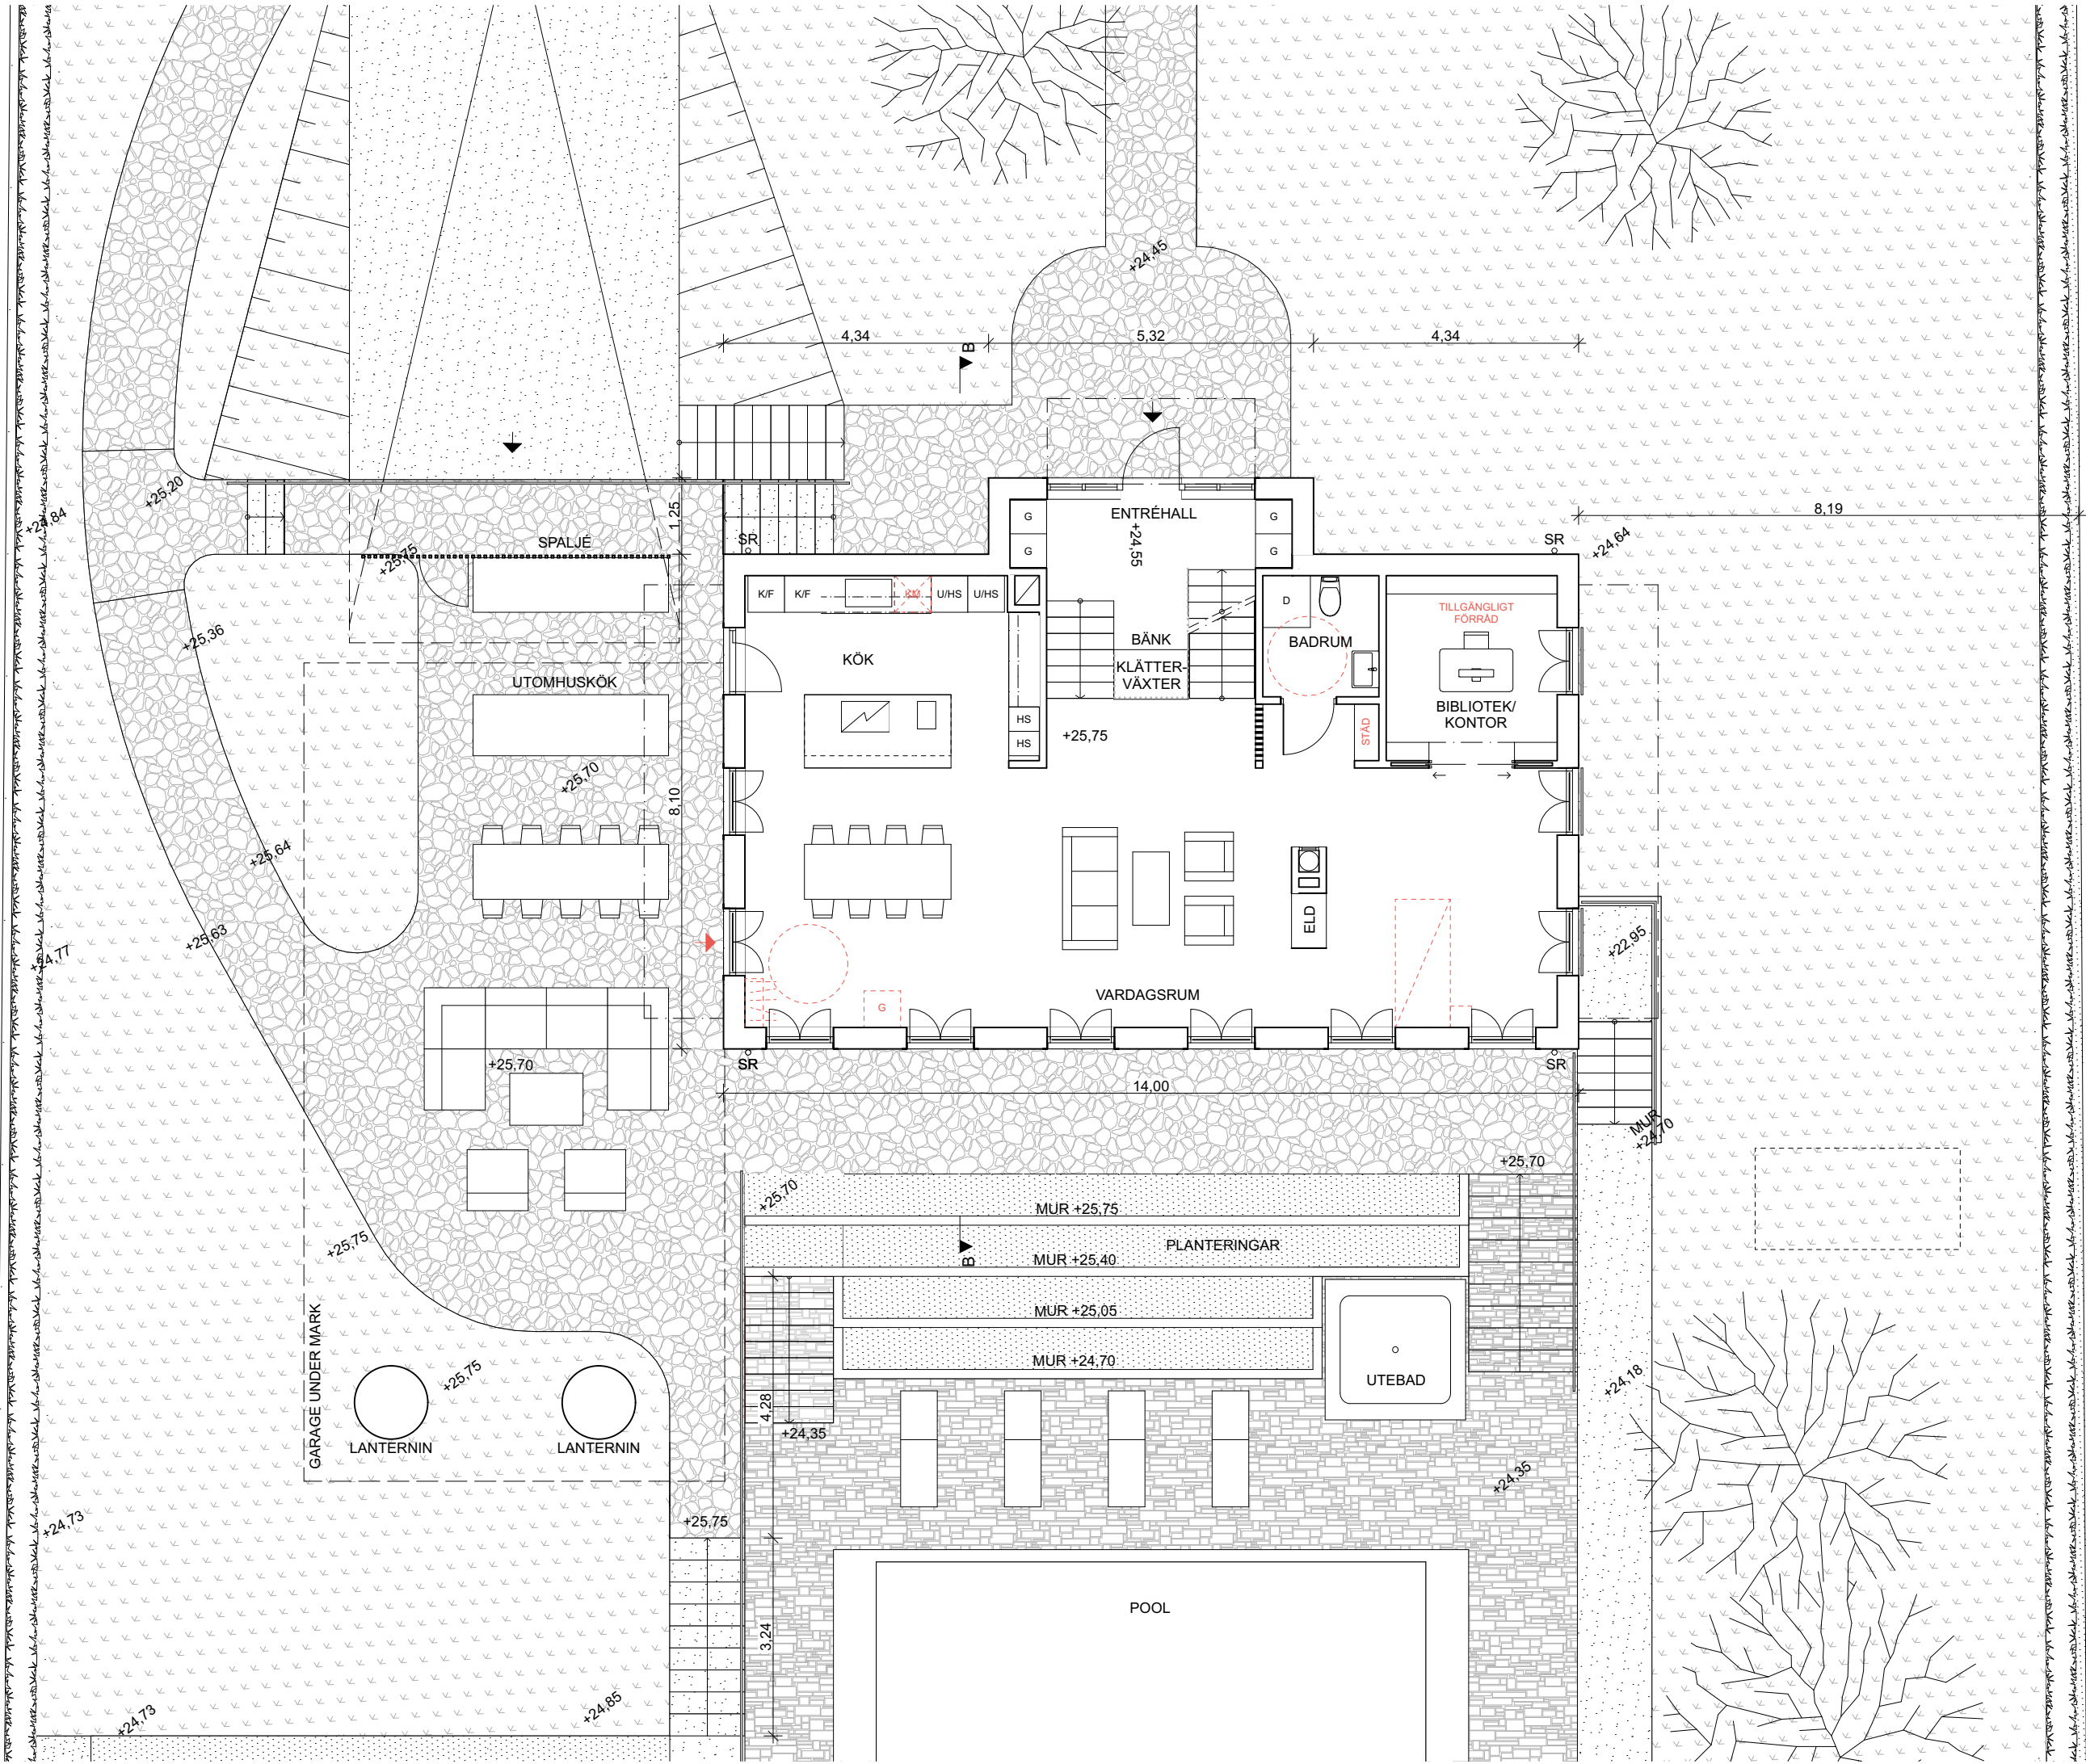 +24,45
4,34
5,32
4,34
B
+25,20
+24,84
8,19
1,25
ENTRÉHALL
+24,55
G
G
G
G
SPALJÉ
SR
SR
+24,64
+25,75
K/F
K/F
KM
U/HS
U/HS
D
TILLGÄNGLIGT
FÖRRÅD
+25,36
KÖK
BÄNK
KLÄTTER-
VÄXTER
BADRUM
UTOMHUSKÖK
BIBLIOTEK/
KONTOR
HS
HS
STÄD
+25,75
+25,70
8,10
+25,64
+25,63
+24,77
ELD
+22,95
VARDAGSRUM
G
+25,70
SR
SR
14,00
MUR
+24,70
+25,70
+25,70
MUR +25,75
+25,75
PLANTERINGAR
B
MUR +25,40
MUR +25,05
GARAGE UNDER MARK
MUR +24,70
+25,75
UTEBAD
+24,18
4,28
+24,35
LANTERNIN
LANTERNIN
+24,35
+24,73
+25,75
POOL
3,24
+24,73
+24,85